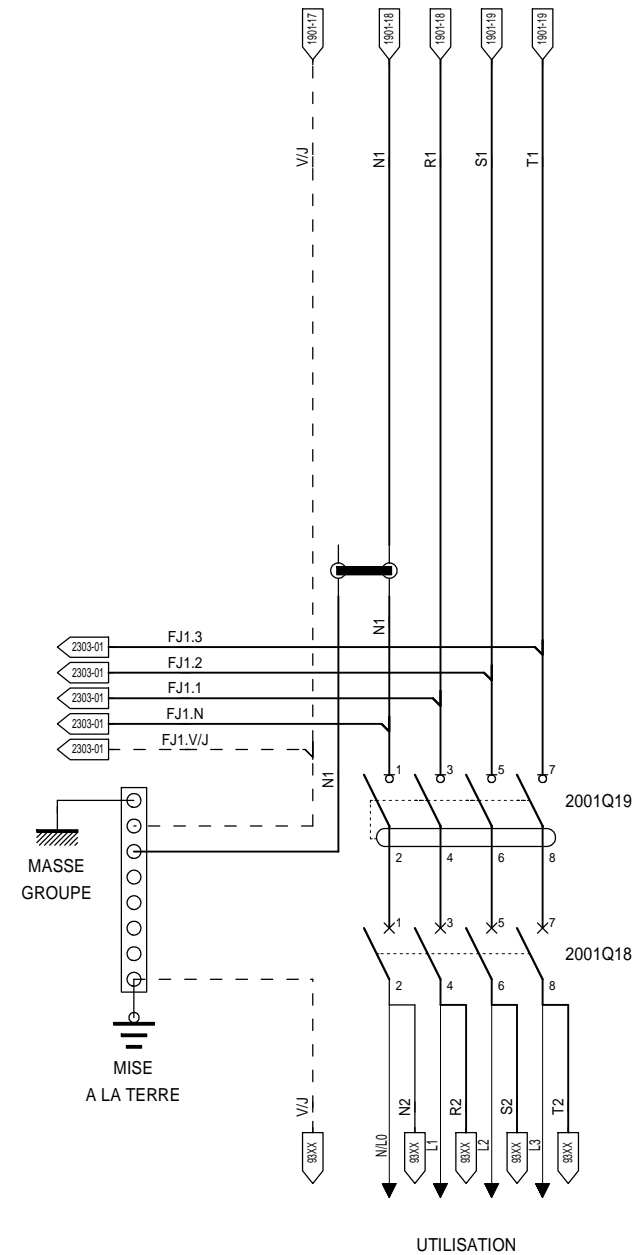 1901-17
1901-18
1901-18
1901-19
1901-19
V/J
N1
R1
S1
T1
N1
2303-01 FJ1.3
2303-01 FJ1.2
2303-01 FJ1.1
2303-01 FJ1.N
2303-01 FJ1.V/J
N1
1 3 5 7
2001Q19
2 4 6 8
MASSE
GROUPE
1 3 5 7
2001Q18
2 4 6 8
MISE
A LA TERRE
V/J
N2
R2
S2
T2
N/L0
L1
L2
L3
93XX
93XX
93XX
93XX
93XX
UTILISATION